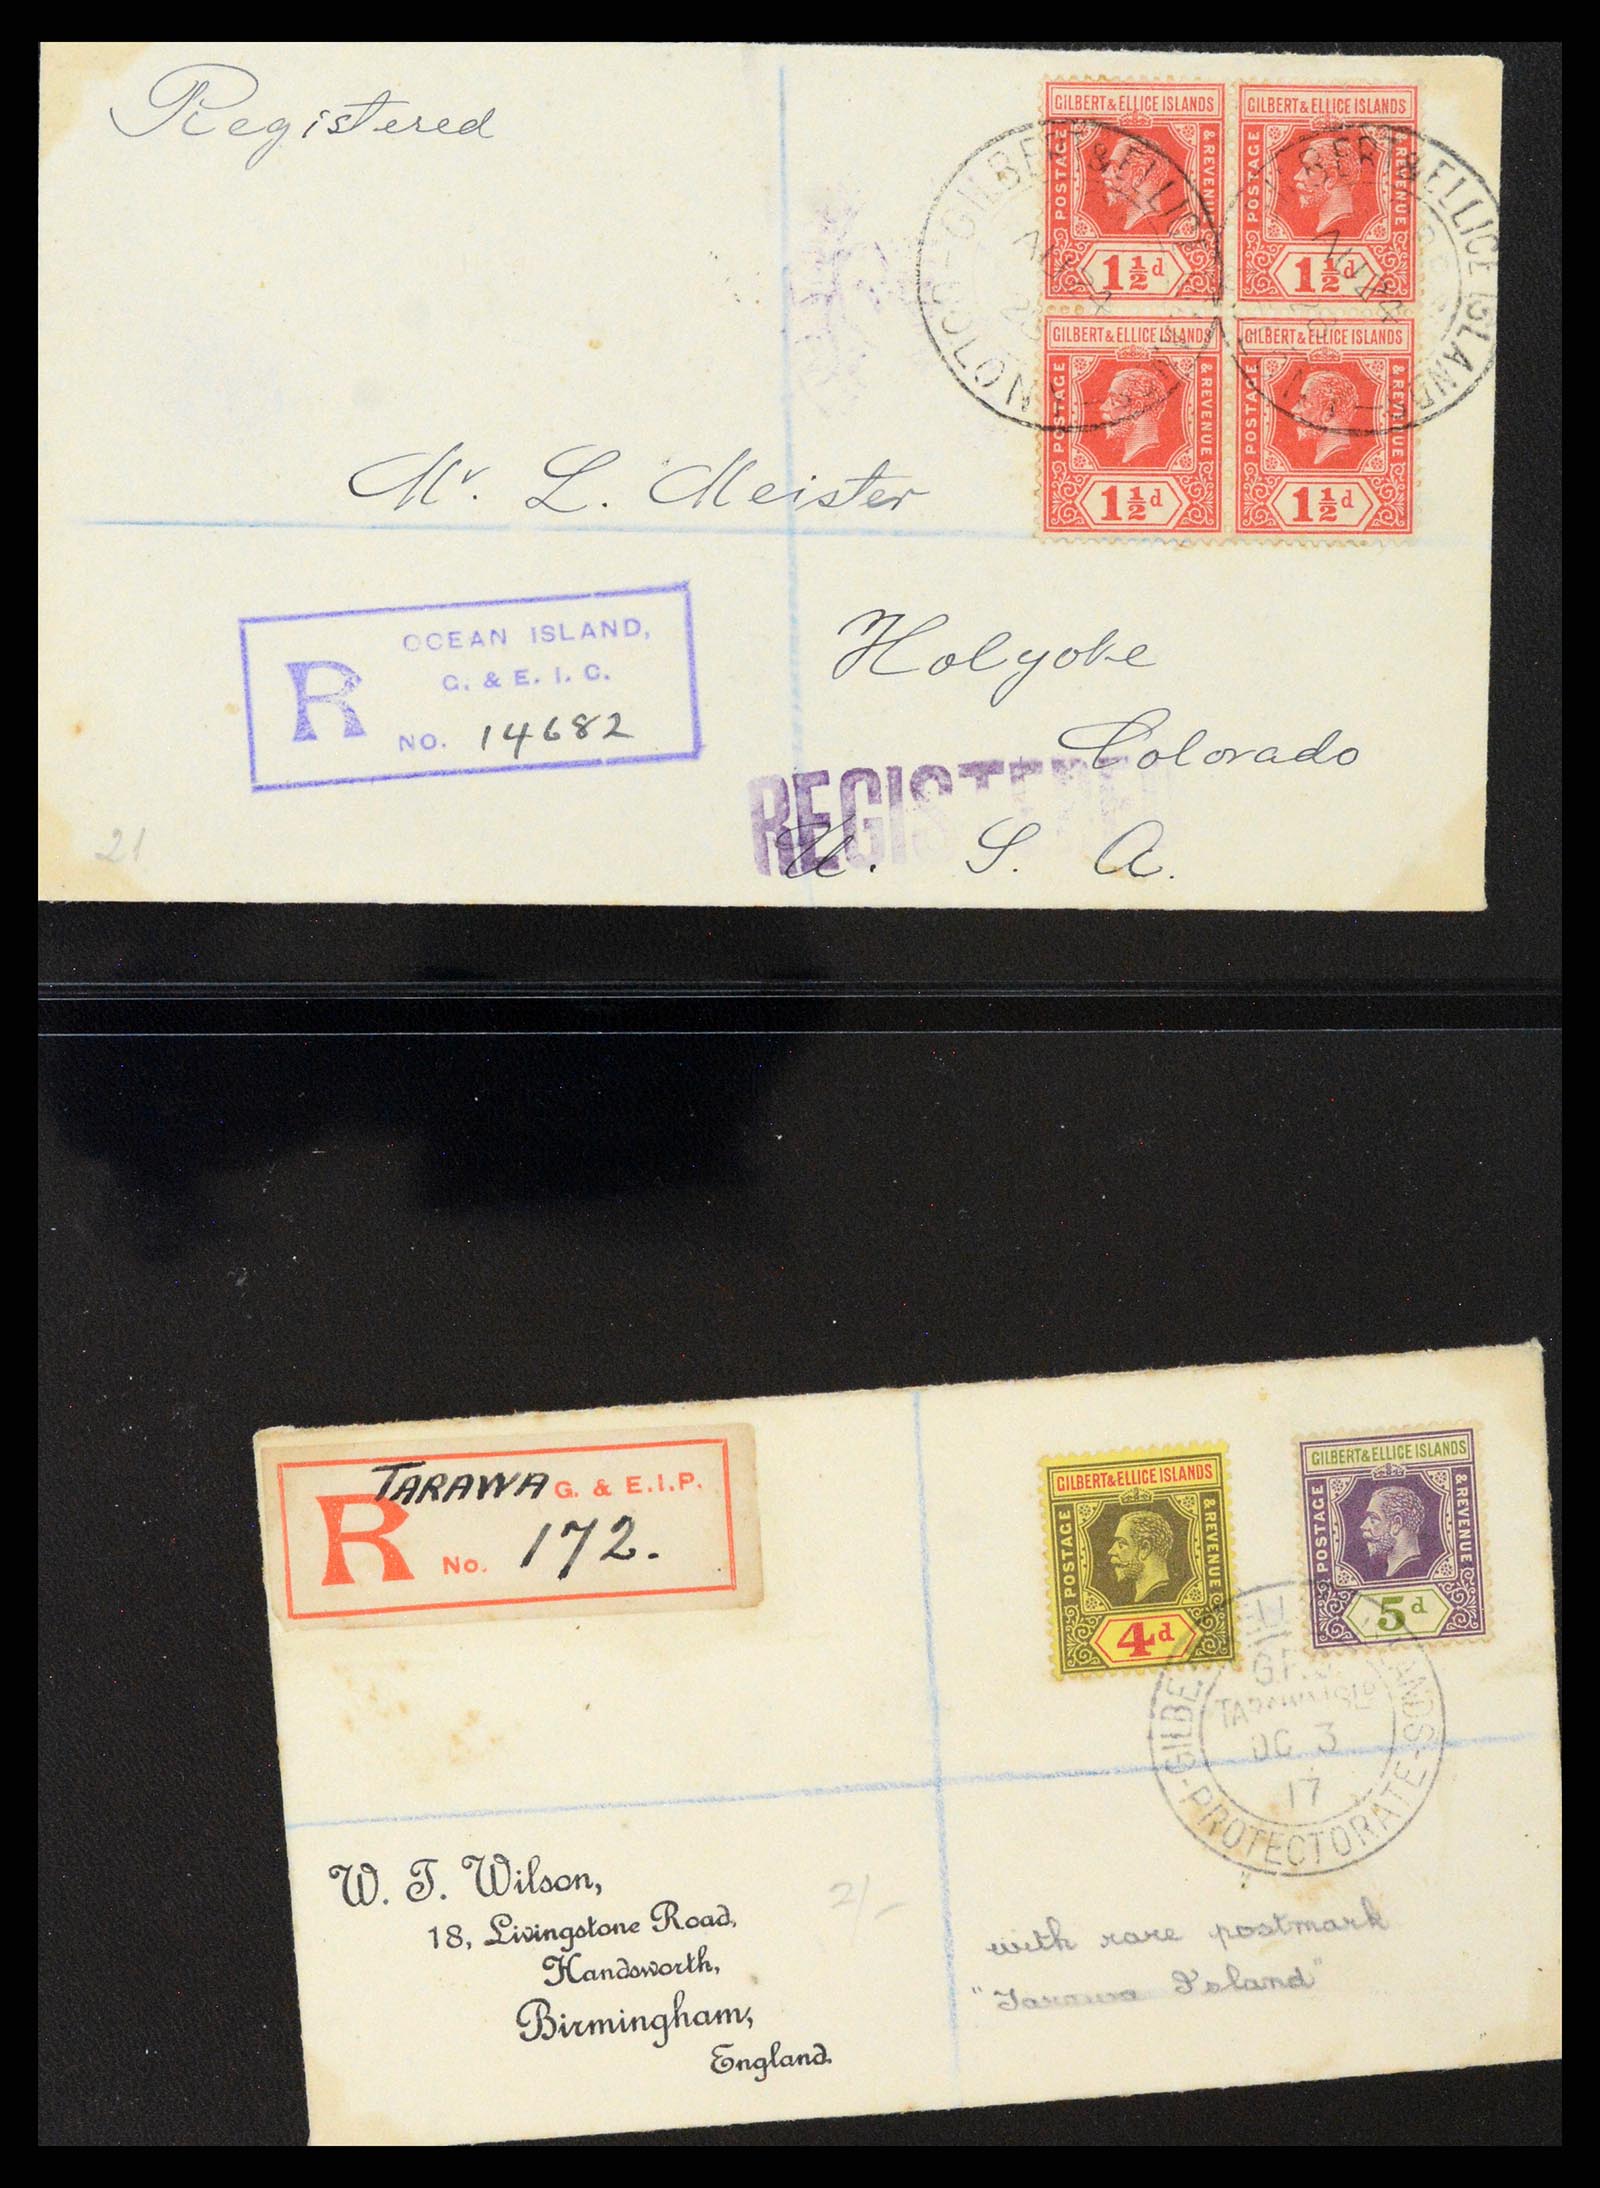 Registered
GILBERT & ELLICE ISLANDS
POSTAGE & REVENUE
1½d
GILBERT & ELLICE ISLANDS
POSTAGE & REVENUE
1½d
GILBERT & ELLICE ISLANDS
POSTAGE & REVENUE
1½d
GILBERT & ELLICE ISLANDS
POSTAGE & REVENUE
1½d
Mr. L. Meister
OCEAN ISLAND,
G. & E. I. C.
R NO. 14682
Holyoke
Colorado
REGISTERED
U. S. A.
21
TARAWA G. & E.I.P.
R No. 172.
GILBERT & ELLICE ISLANDS
POSTAGE & REVENUE
4d
GILBERT & ELLICE ISLANDS
POSTAGE & REVENUE
5d
G.P.O.
TARAWA ISLD
OC 3
17
-PROTECTORATE-
W. T. Wilson,
18, Livingstone Road,
Handsworth,
Birmingham,
England.
2/-
with rare postmark
"Tarawa Island"